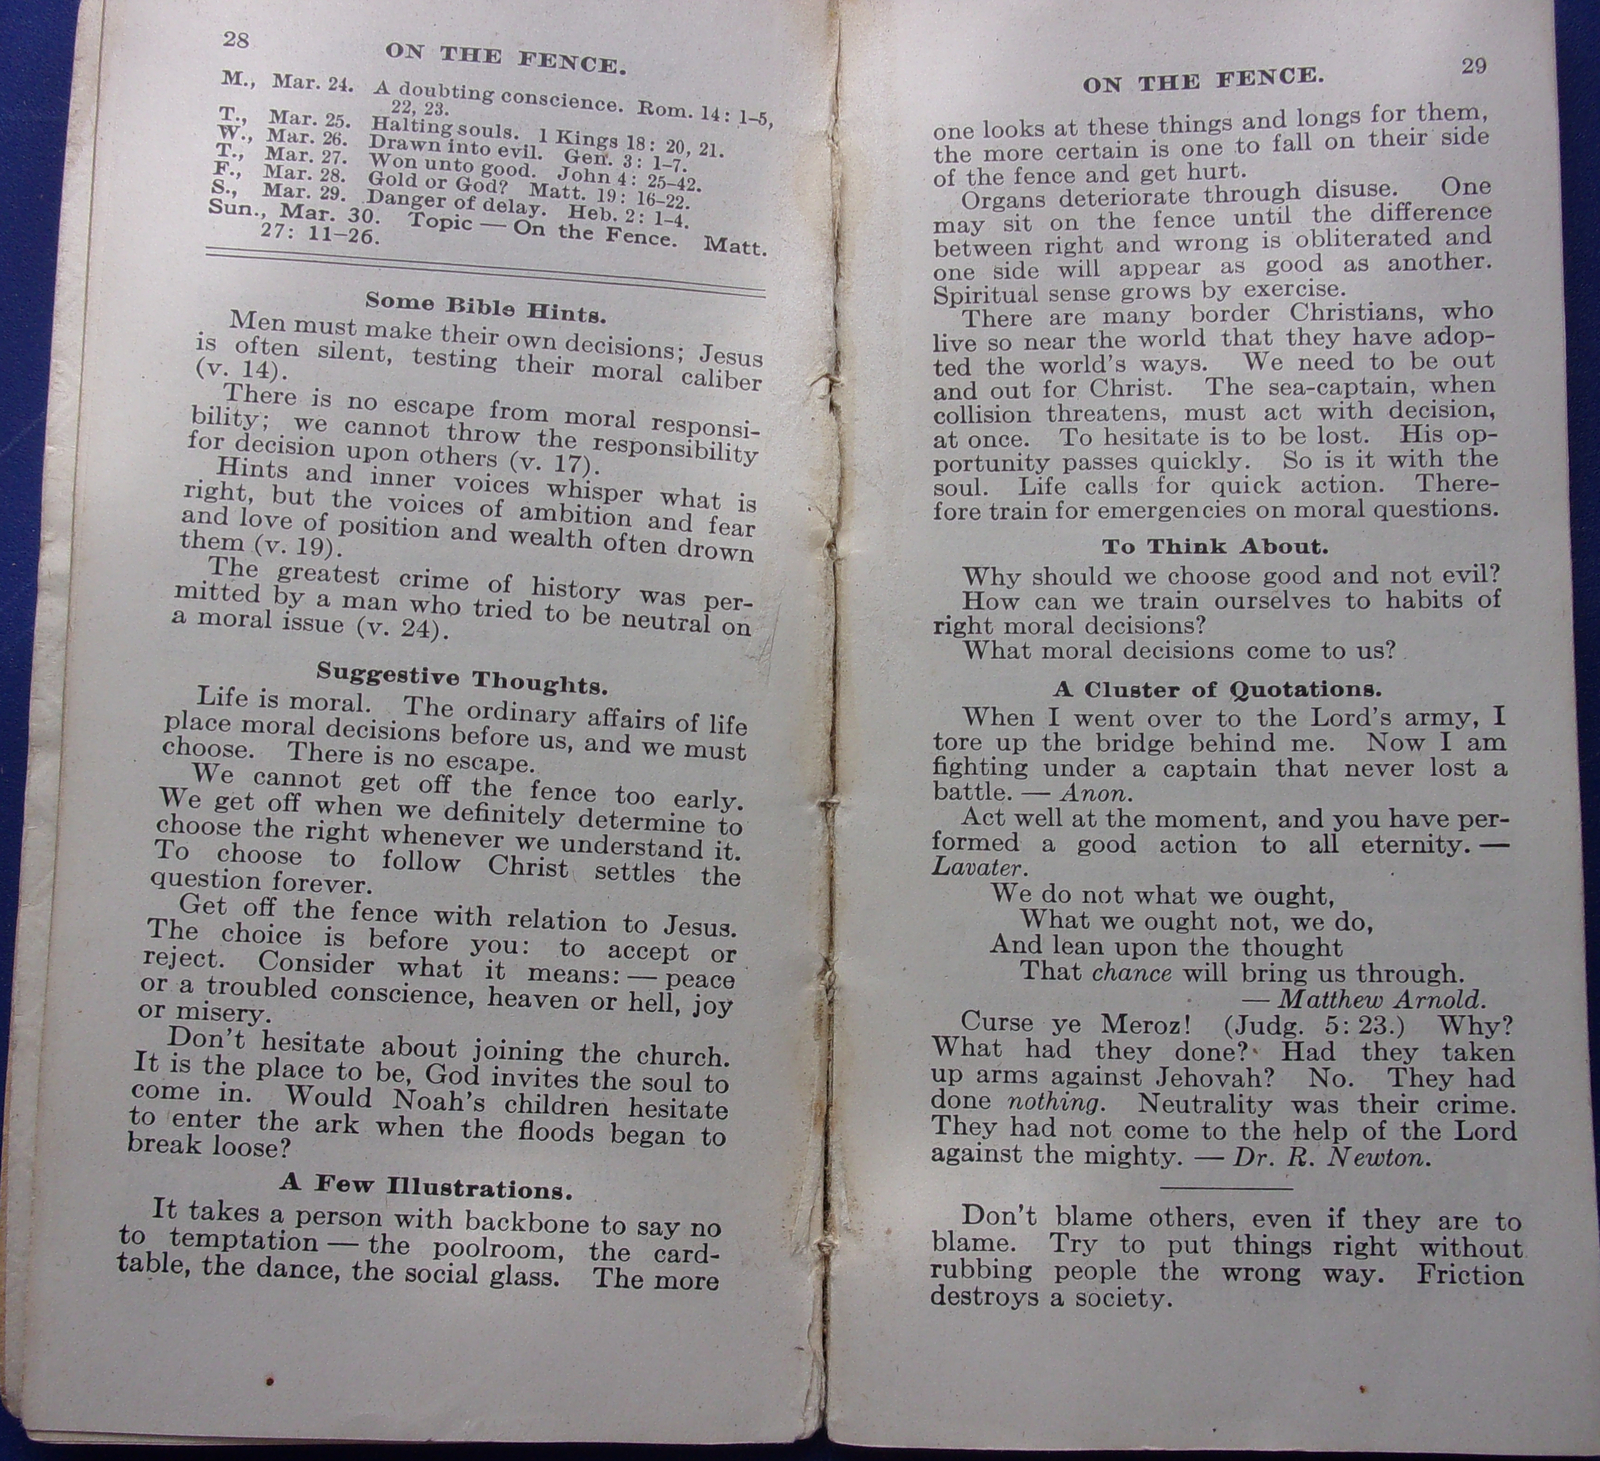 28
ON THE FENCE.
M., Mar. 24. A doubting conscience. Rom. 14: 1–5,
22, 23.
T., Mar. 25. Halting souls. 1 Kings 18: 20, 21.
W., Mar. 26. Drawn into evil. Gen. 3: 1–7.
T., Mar. 27. Won unto good. John 4: 25–42.
F., Mar. 28. Gold or God? Matt. 19: 16–22.
S., Mar. 29. Danger of delay. Heb. 2: 1–4.
Sun., Mar. 30. Topic — On the Fence. Matt.
27: 11–26.
Some Bible Hints.
Men must make their own decisions; Jesus
is often silent, testing their moral caliber
(v. 14).
There is no escape from moral responsi-
bility; we cannot throw the responsibility
for decision upon others (v. 17).
Hints and inner voices whisper what is
right, but the voices of ambition and fear
and love of position and wealth often drown
them (v. 19).
The greatest crime of history was per-
mitted by a man who tried to be neutral on
a moral issue (v. 24).
Suggestive Thoughts.
Life is moral. The ordinary affairs of life
place moral decisions before us, and we must
choose. There is no escape.
We cannot get off the fence too early.
We get off when we definitely determine to
choose the right whenever we understand it.
To choose to follow Christ settles the
question forever.
Get off the fence with relation to Jesus.
The choice is before you: to accept or
reject. Consider what it means: — peace
or a troubled conscience, heaven or hell, joy
or misery.
Don't hesitate about joining the church.
It is the place to be, God invites the soul to
come in. Would Noah's children hesitate
to enter the ark when the floods began to
break loose?
A Few Illustrations.
It takes a person with backbone to say no
to temptation — the poolroom, the card-
table, the dance, the social glass. The more
ON THE FENCE.
29
one looks at these things and longs for them,
the more certain is one to fall on their side
of the fence and get hurt.
Organs deteriorate through disuse. One
may sit on the fence until the difference
between right and wrong is obliterated and
one side will appear as good as another.
Spiritual sense grows by exercise.
There are many border Christians, who
live so near the world that they have adop-
ted the world's ways. We need to be out
and out for Christ. The sea-captain, when
collision threatens, must act with decision,
at once. To hesitate is to be lost. His op-
portunity passes quickly. So is it with the
soul. Life calls for quick action. There-
fore train for emergencies on moral questions.
To Think About.
Why should we choose good and not evil?
How can we train ourselves to habits of
right moral decisions?
What moral decisions come to us?
A Cluster of Quotations.
When I went over to the Lord's army, I
tore up the bridge behind me. Now I am
fighting under a captain that never lost a
battle. — Anon.
Act well at the moment, and you have per-
formed a good action to all eternity. —
Lavater.
We do not what we ought,
What we ought not, we do,
And lean upon the thought
That chance will bring us through.
— Matthew Arnold.
Curse ye Meroz! (Judg. 5: 23.) Why?
What had they done? Had they taken
up arms against Jehovah? No. They had
done nothing. Neutrality was their crime.
They had not come to the help of the Lord
against the mighty. — Dr. R. Newton.
Don't blame others, even if they are to
blame. Try to put things right without
rubbing people the wrong way. Friction
destroys a society.